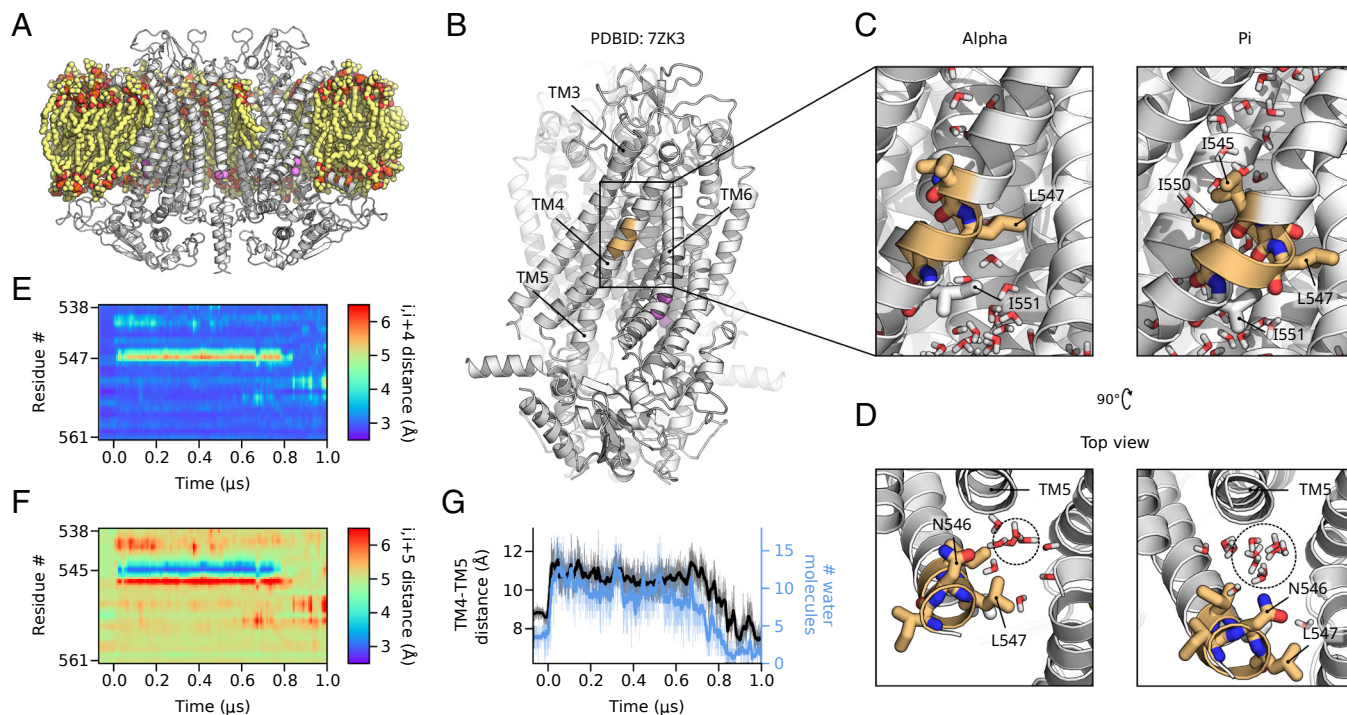 A
B
PDBID: 7ZK3
TM3
TM4
TM6
TM5
C
Alpha
Pi
L547
I551
I545
I550
L547
I551
90°
D
Top view
TM5
N546
L547
TM5
N546
L547
E
538
547
561
Residue #
0.0 0.2 0.4 0.6 0.8 1.0
Time (μs)
6
5
4
3
i,i+4 distance (Å)
F
538
545
561
Residue #
0.0 0.2 0.4 0.6 0.8 1.0
Time (μs)
6
5
4
3
i,i+5 distance (Å)
G
12
10
8
TM4-TM5
distance (Å)
15
10
5
0
# water
molecules
0.0 0.2 0.4 0.6 0.8 1.0
Time (μs)